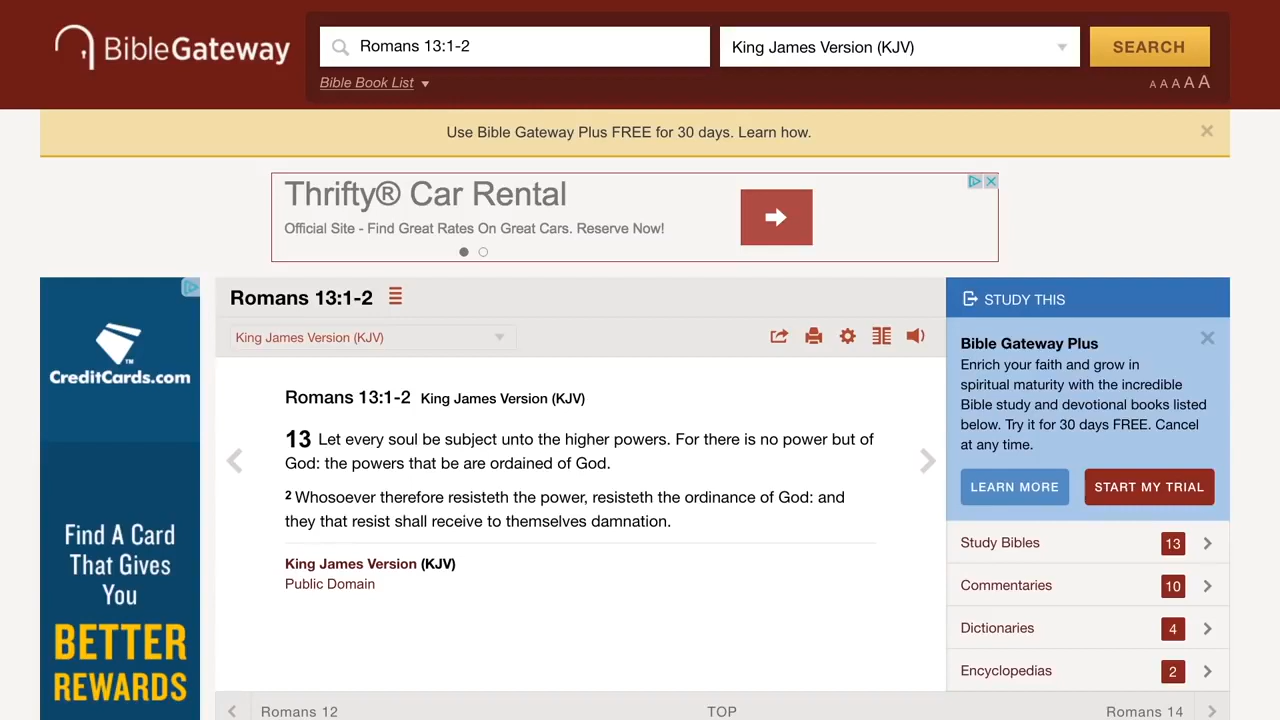 BibleGateway
Romans 13:1-2
King James Version (KJV)
SEARCH
Bible Book List
A A A A A
Use Bible Gateway Plus FREE for 30 days. Learn how.
Thrifty® Car Rental
Official Site - Find Great Rates On Great Cars. Reserve Now!
CreditCards.com
Find A Card
That Gives
You
BETTER
REWARDS
Romans 13:1-2
King James Version (KJV)
Romans 13:1-2 King James Version (KJV)
13 Let every soul be subject unto the higher powers. For there is no power but of
God: the powers that be are ordained of God.
2 Whosoever therefore resisteth the power, resisteth the ordinance of God: and
they that resist shall receive to themselves damnation.
King James Version (KJV)
Public Domain
STUDY THIS
Bible Gateway Plus
Enrich your faith and grow in
spiritual maturity with the incredible
Bible study and devotional books listed
below. Try it for 30 days FREE. Cancel
at any time.
LEARN MORE
START MY TRIAL
Study Bibles 13
Commentaries 10
Dictionaries 4
Encyclopedias 2
Romans 12
TOP
Romans 14